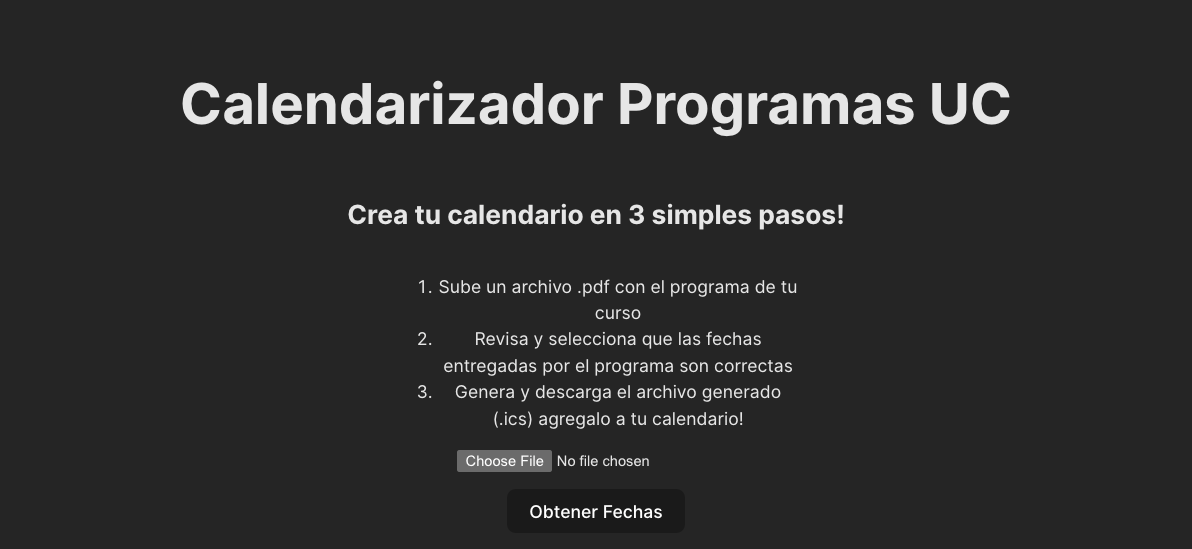 Calendarizador Programas UC
Crea tu calendario en 3 simples pasos!
1. Sube un archivo .pdf con el programa de tu
curso
2. Revisa y selecciona que las fechas
entregadas por el programa son correctas
3. Genera y descarga el archivo generado
(.ics) agregalo a tu calendario!
Choose File No file chosen
Obtener Fechas